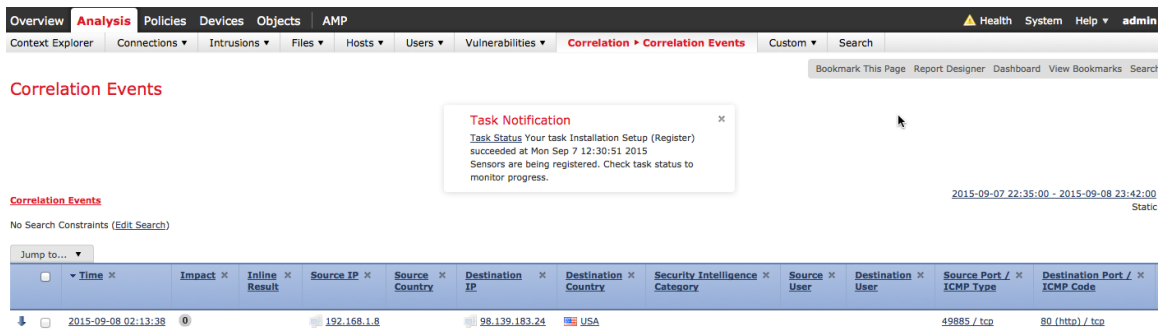 Overview Analysis Policies Devices Objects AMP Health System Help ▾ admin
Context Explorer Connections ▾ Intrusions ▾ Files ▾ Hosts ▾ Users ▾ Vulnerabilities ▾ Correlation ▸ Correlation Events Custom ▾ Search
Bookmark This Page Report Designer Dashboard View Bookmarks Search
Correlation Events
Task Notification ×
Task Status Your task Installation Setup (Register)
succeeded at Mon Sep 7 12:30:51 2015
Sensors are being registered. Check task status to
monitor progress.
2015-09-07 22:35:00 - 2015-09-08 23:42:00
Static
Correlation Events
No Search Constraints (Edit Search)
Jump to... ▼
▾ Time × Impact × Inline × Source IP × Source × Destination × Destination × Security Intelligence × Source × Destination × Source Port / × Destination Port / ×
Result Country IP Country Category User User ICMP Type ICMP Code
2015-09-08 02:13:38 0 192.168.1.8 98.139.183.24 USA 49885 / tcp 80 (http) / tcp